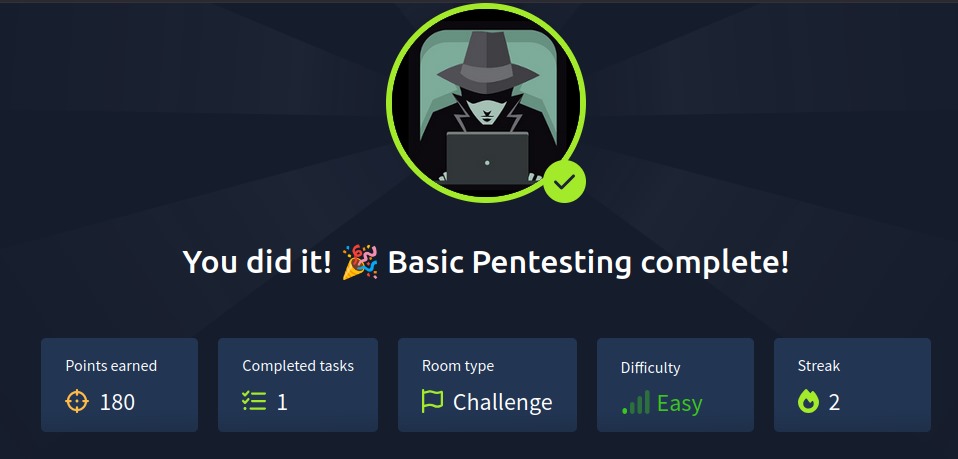 You did it! 🎉 Basic Pentesting complete!
Points earned
180
Completed tasks
1
Room type
Challenge
Difficulty
Easy
Streak
2